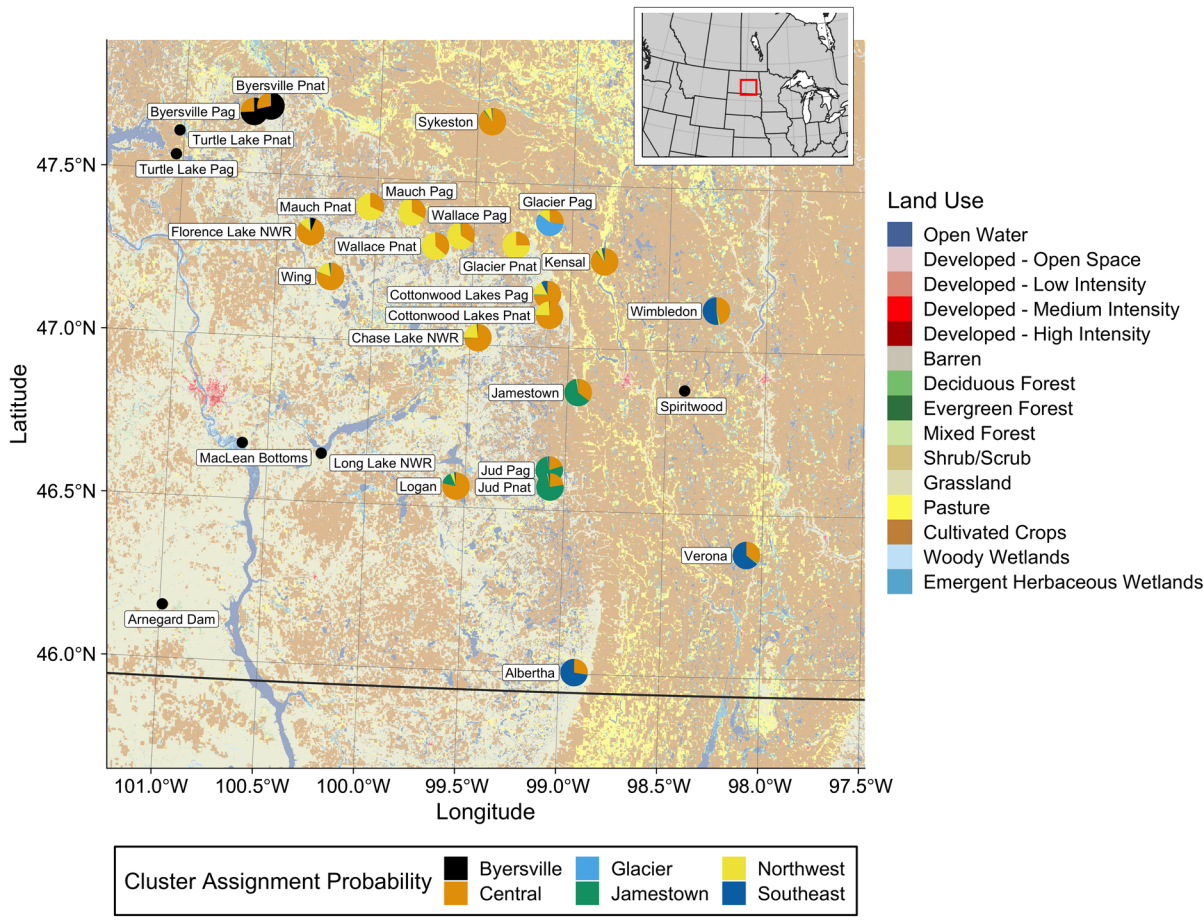 Byersville Pnat
Byersville Pag
Sykeston
Turtle Lake Pnat
47.5°N
Turtle Lake Pag
Mauch Pag
Mauch Pnat
Glacier Pag
Wallace Pag
Florence Lake NWR
Wallace Pnat
Glacier Pnat
Kensal
Wing
Cottonwood Lakes Pag
Wimbledon
Cottonwood Lakes Pnat
47.0°N
Chase Lake NWR
Jamestown
Spiritwood
MacLean Bottoms
Long Lake NWR
Jud Pag
Logan
Jud Pnat
46.5°N
Verona
Arnegard Dam
46.0°N
Albertha
Latitude
101.0°W 100.5°W 100.0°W 99.5°W 99.0°W 98.5°W 98.0°W 97.5°W
Longitude
Land Use
Open Water
Developed - Open Space
Developed - Low Intensity
Developed - Medium Intensity
Developed - High Intensity
Barren
Deciduous Forest
Evergreen Forest
Mixed Forest
Shrub/Scrub
Grassland
Pasture
Cultivated Crops
Woody Wetlands
Emergent Herbaceous Wetlands
Cluster Assignment Probability
Byersville Glacier Northwest
Central Jamestown Southeast